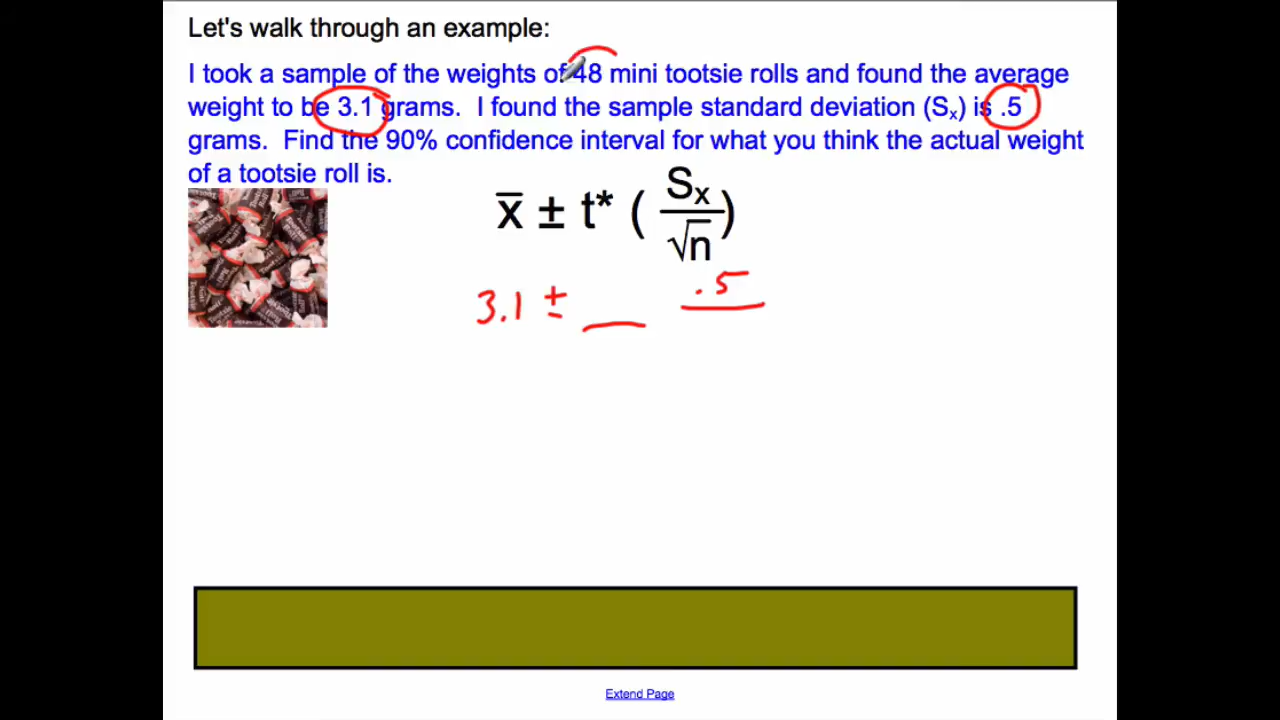 Let's walk through an example:
I took a sample of the weights of 48 mini tootsie rolls and found the average
weight to be 3.1 grams. I found the sample standard deviation (Sₓ) is .5
grams. Find the 90% confidence interval for what you think the actual weight
of a tootsie roll is.
x̅ ± t* ( Sₓ / √n )
3.1 ± __ .5
Extend Page